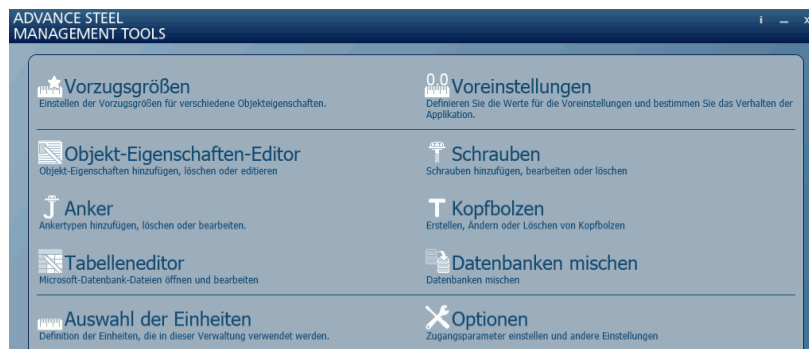 ADVANCE STEEL
MANAGEMENT TOOLS
i _ x
Vorzugsgrößen
Einstellen der Vorzugsgrößen für verschiedene Objekteigenschaften.
0.0
Voreinstellungen
Definieren Sie die Werte für die Voreinstellungen und bestimmen Sie das Verhalten der
Applikation.
Objekt-Eigenschaften-Editor
Objekt-Eigenschaften hinzufügen, löschen oder editieren
Schrauben
Schrauben hinzufügen, bearbeiten oder löschen
Anker
Ankertypen hinzufügen, löschen oder bearbeiten.
Kopfbolzen
Erstellen, Ändern oder Löschen von Kopfbolzen
Tabelleneditor
Microsoft-Datenbank-Dateien öffnen und bearbeiten
Datenbanken mischen
Datenbanken mischen
Auswahl der Einheiten
Definition der Einheiten, die in dieser Verwaltung verwendet werden.
Optionen
Zugangsparameter einstellen und andere Einstellungen